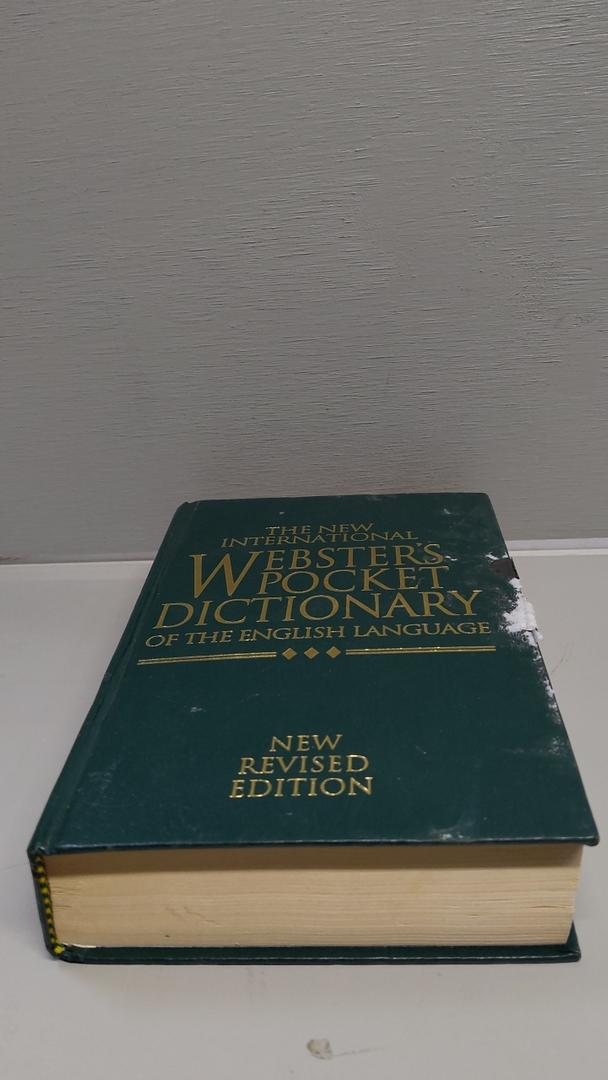 THE NEW
INTERNATIONAL
WEBSTER'S
POCKET
DICTIONARY
OF THE ENGLISH LANGUAGE
NEW
REVISED
EDITION